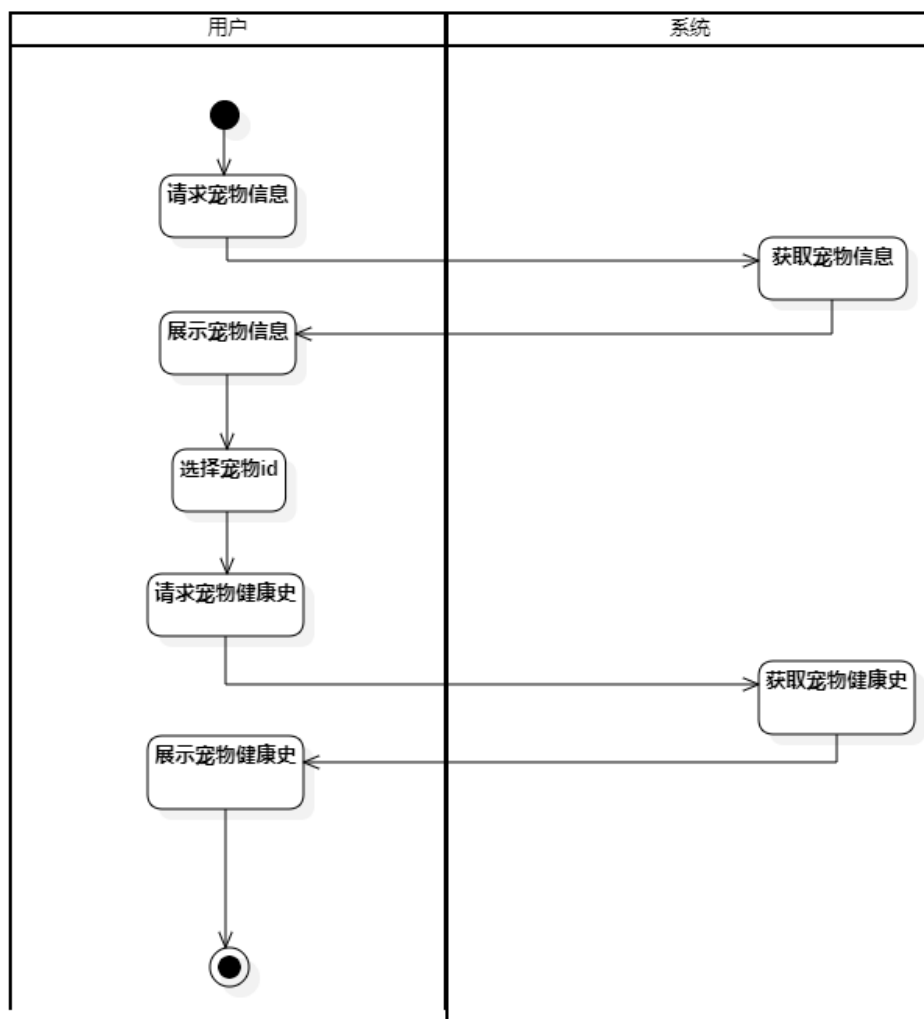 用户
系统
请求宠物信息
获取宠物信息
展示宠物信息
选择宠物id
请求宠物健康史
获取宠物健康史
展示宠物健康史